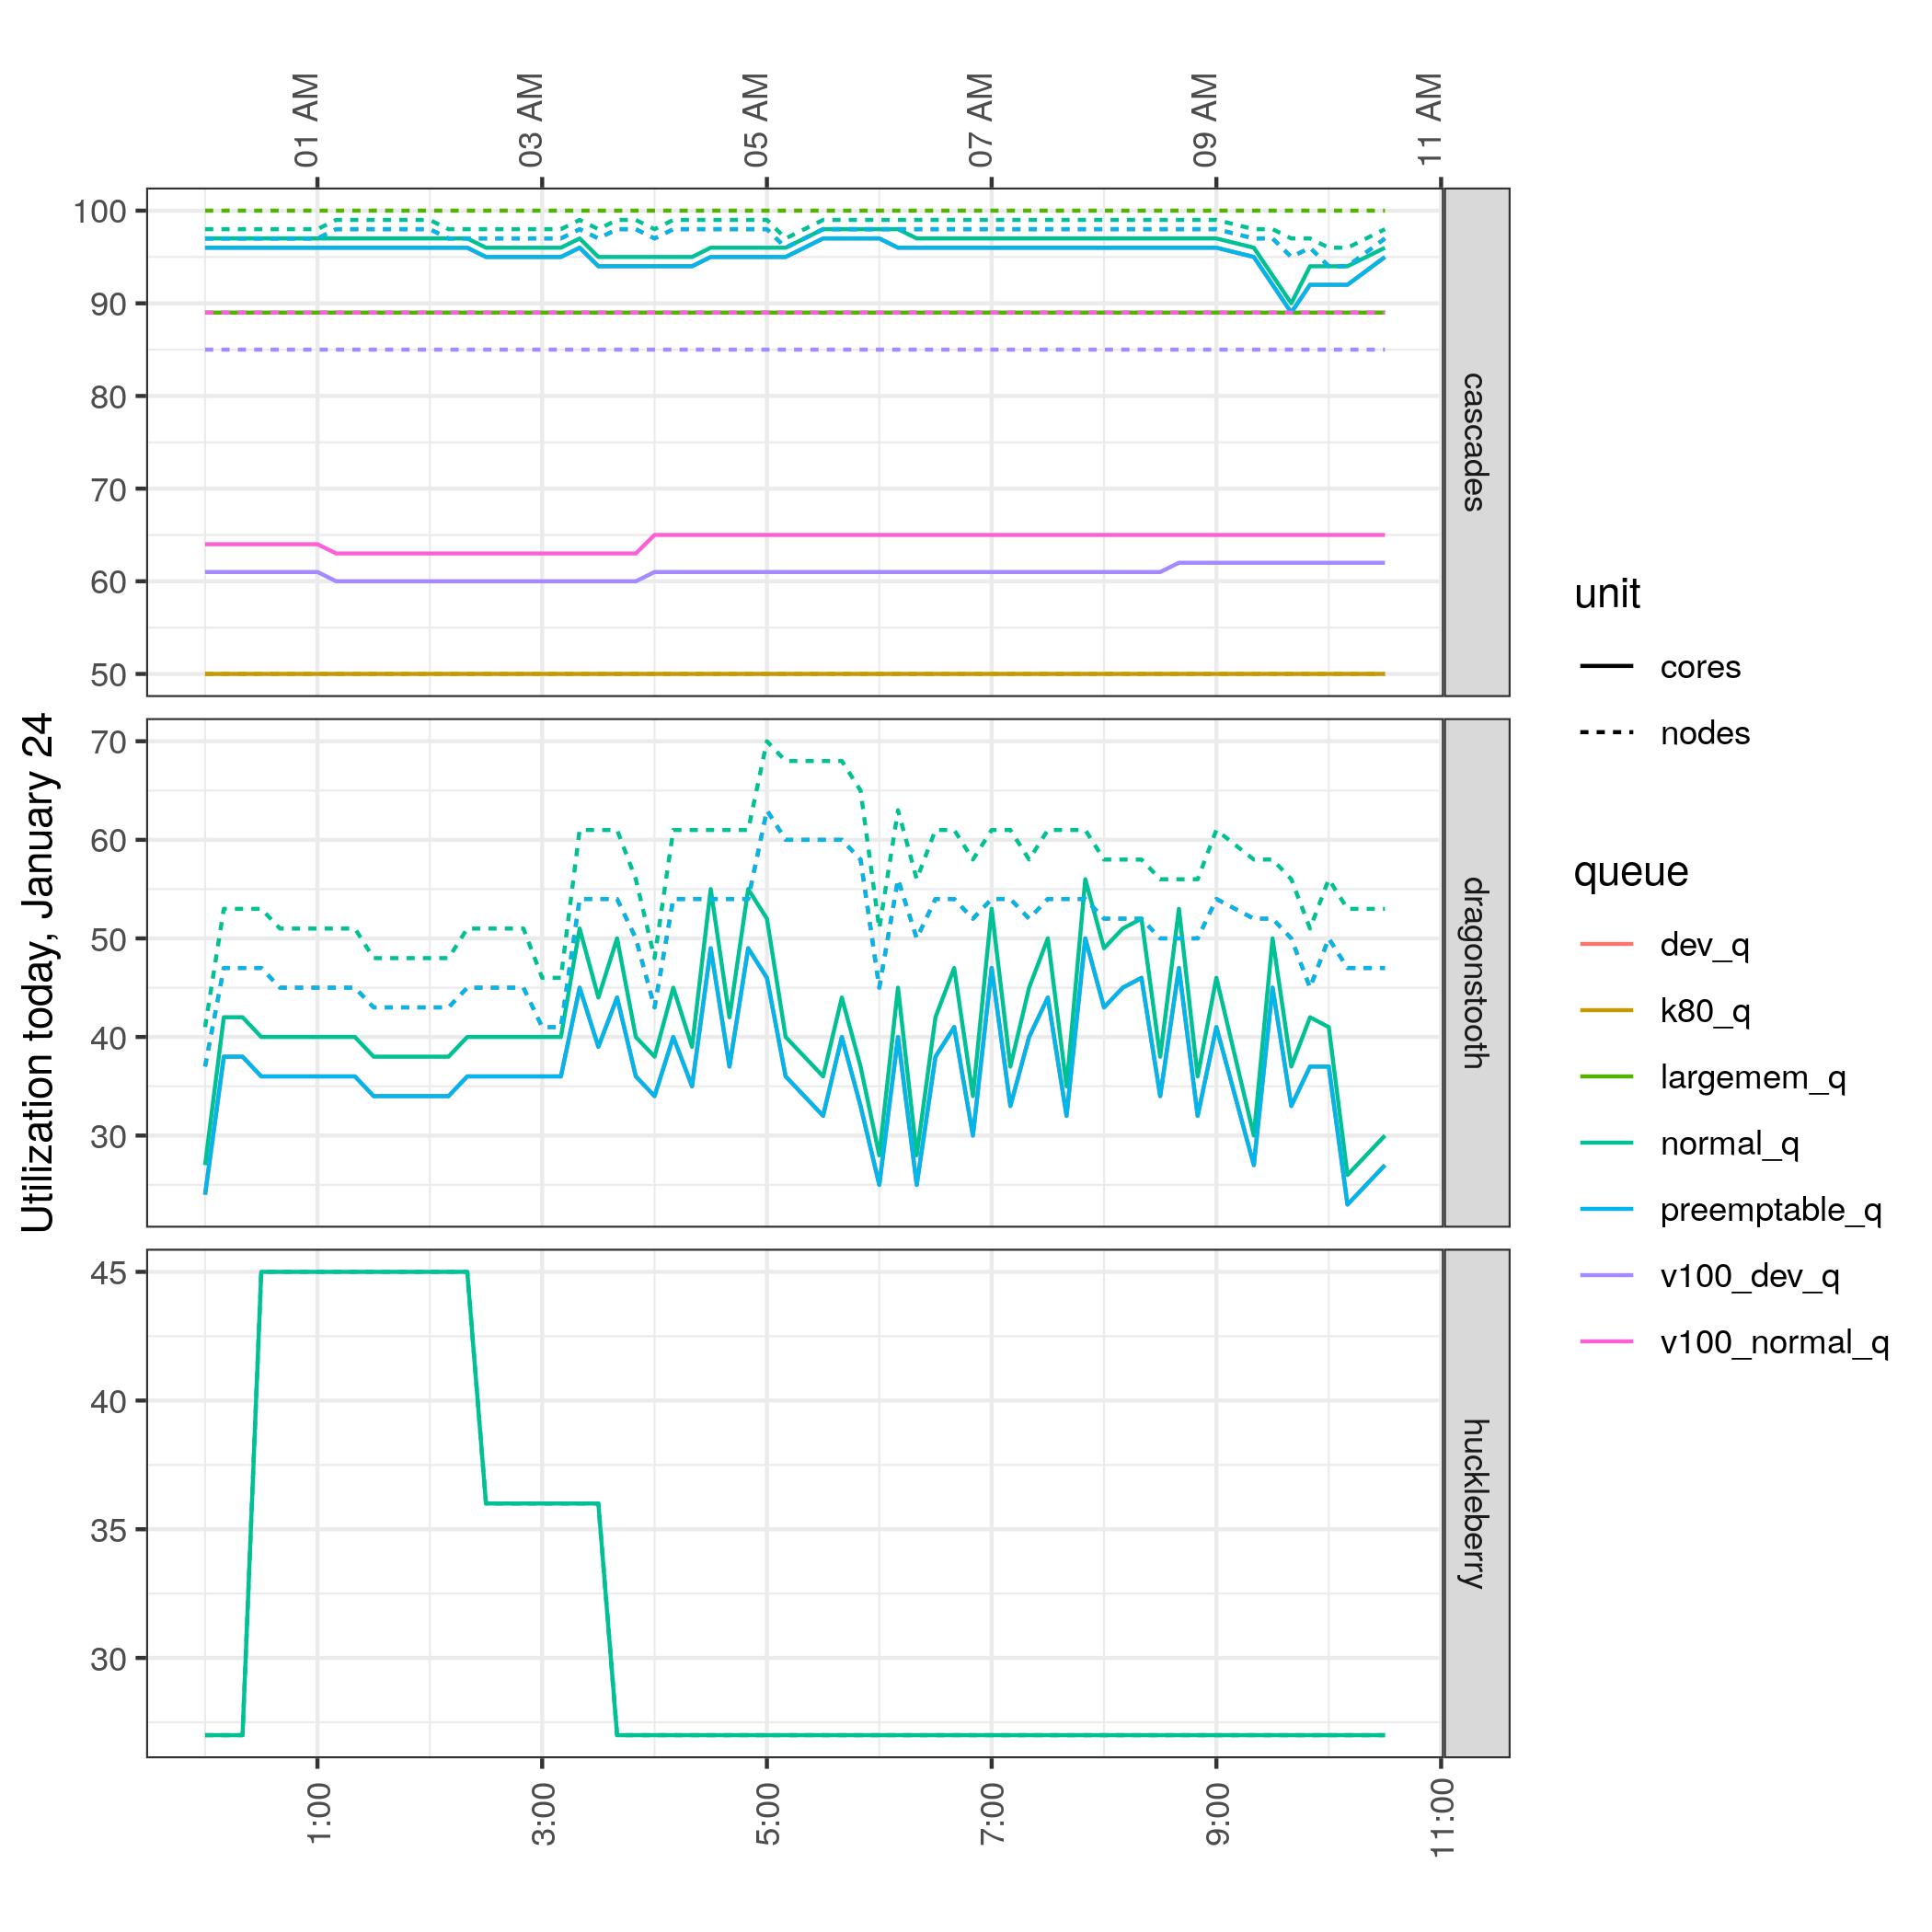 01 AM
03 AM
05 AM
07 AM
09 AM
11 AM
Utilization today, January 24
100
90
80
70
60
50
cascades
70
60
50
40
30
dragonstooth
45
40
35
30
huckleberry
1:00
3:00
5:00
7:00
9:00
11:00
unit
cores
nodes
queue
dev_q
k80_q
largemem_q
normal_q
preemptable_q
v100_dev_q
v100_normal_q